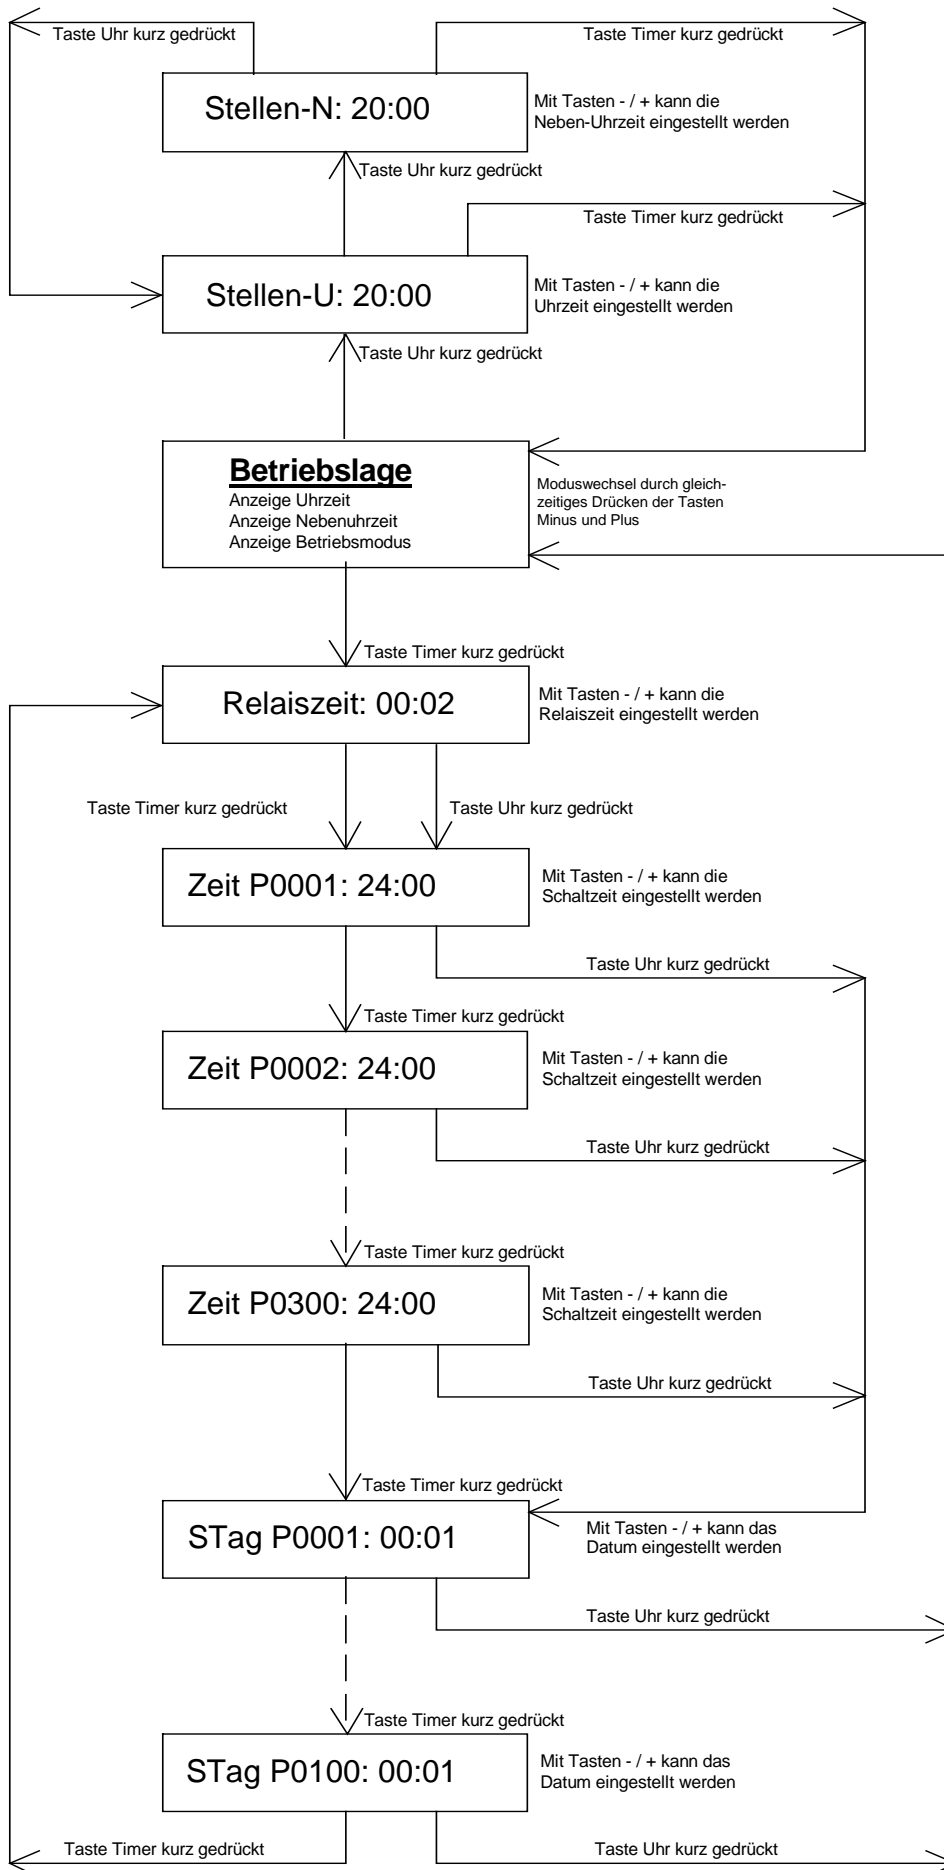 Taste Uhr kurz gedrückt
Taste Timer kurz gedrückt
Stellen-N: 20:00
Mit Tasten - / + kann die
Neben-Uhrzeit eingestellt werden
Taste Uhr kurz gedrückt
Taste Timer kurz gedrückt
Stellen-U: 20:00
Mit Tasten - / + kann die
Uhrzeit eingestellt werden
Taste Uhr kurz gedrückt
Betriebslage
Anzeige Uhrzeit
Anzeige Nebenuhrzeit
Anzeige Betriebsmodus
Moduswechsel durch gleich-
zeitiges Drücken der Tasten
Minus und Plus
Taste Timer kurz gedrückt
Relaiszeit: 00:02
Mit Tasten - / + kann die
Relaiszeit eingestellt werden
Taste Timer kurz gedrückt
Taste Uhr kurz gedrückt
Zeit P0001: 24:00
Mit Tasten - / + kann die
Schaltzeit eingestellt werden
Taste Uhr kurz gedrückt
Taste Timer kurz gedrückt
Zeit P0002: 24:00
Mit Tasten - / + kann die
Schaltzeit eingestellt werden
Taste Uhr kurz gedrückt
Taste Timer kurz gedrückt
Zeit P0300: 24:00
Mit Tasten - / + kann die
Schaltzeit eingestellt werden
Taste Uhr kurz gedrückt
Taste Timer kurz gedrückt
STag P0001: 00:01
Mit Tasten - / + kann das
Datum eingestellt werden
Taste Uhr kurz gedrückt
Taste Timer kurz gedrückt
STag P0100: 00:01
Mit Tasten - / + kann das
Datum eingestellt werden
Taste Timer kurz gedrückt
Taste Uhr kurz gedrückt